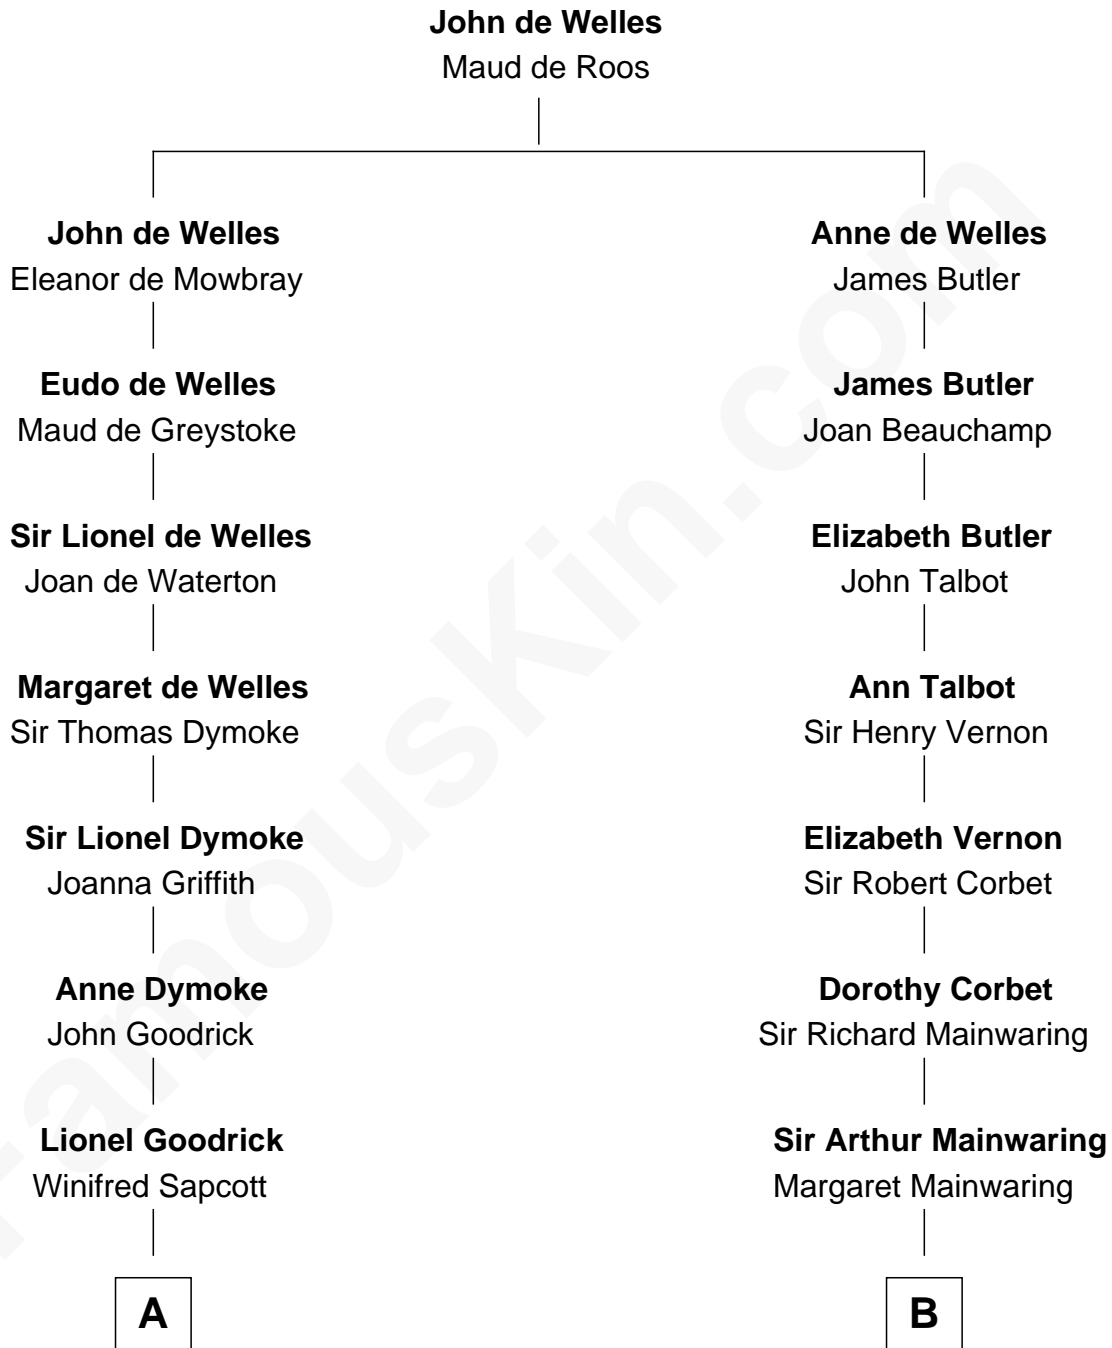 John de Welles
Maud de Roos
John de Welles
Eleanor de Mowbray
Anne de Welles
James Butler
Eudo de Welles
Maud de Greystoke
James Butler
Joan Beauchamp
Sir Lionel de Welles
Joan de Waterton
Elizabeth Butler
John Talbot
Margaret de Welles
Sir Thomas Dymoke
Ann Talbot
Sir Henry Vernon
Sir Lionel Dymoke
Joanna Griffith
Elizabeth Vernon
Sir Robert Corbet
Anne Dymoke
John Goodrick
Dorothy Corbet
Sir Richard Mainwaring
Lionel Goodrick
Winifred Sapcott
Sir Arthur Mainwaring
Margaret Mainwaring
A
B
FamousKin.com